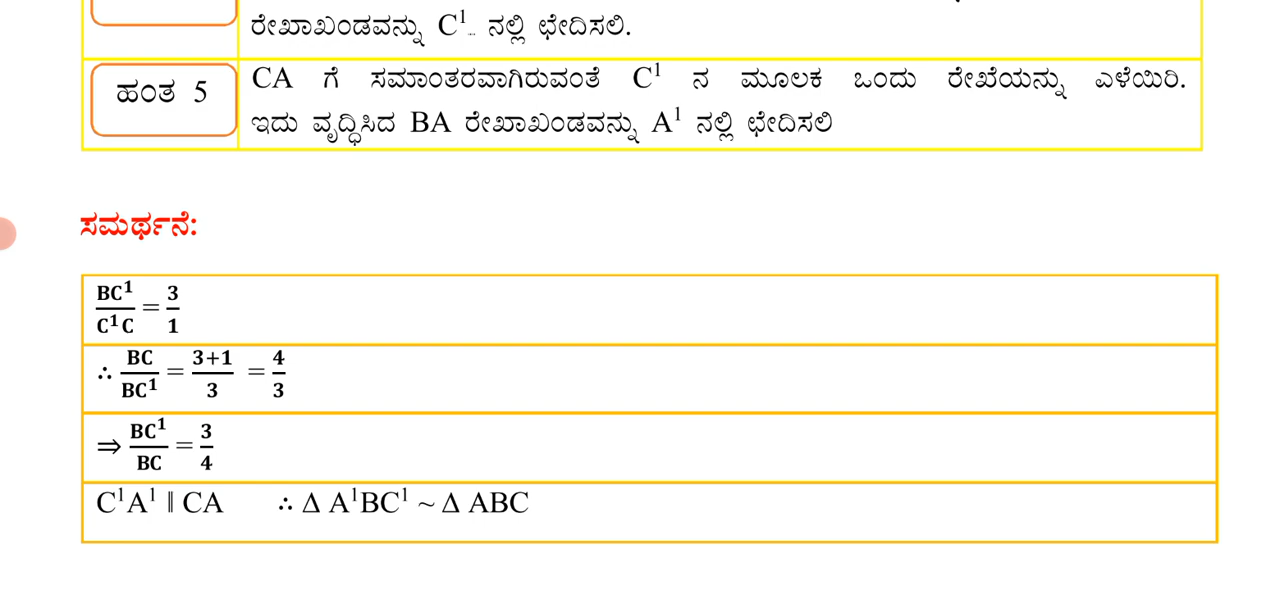 ರೇಖಾಖಂಡವನ್ನು C¹ ನಲ್ಲಿ ಛೇದಿಸಲಿ.
ಹಂತ 5
CA ಗೆ ಸಮಾಂತರವಾಗಿರುವಂತೆ C¹ ನ ಮೂಲಕ ಒಂದು ರೇಖೆಯನ್ನು ಎಳೆಯಿರಿ.
ಇದು ವೃದ್ಧಿಸಿದ BA ರೇಖಾಖಂಡವನ್ನು A¹ ನಲ್ಲಿ ಛೇದಿಸಲಿ
ಸಮರ್ಥನೆ:
BC¹/C¹C = 3/1
∴ BC/BC¹ = 3+1/3 = 4/3
⇒ BC¹/BC = 3/4
C¹A¹ ∥ CA ∴ Δ A¹BC¹ ~ Δ ABC